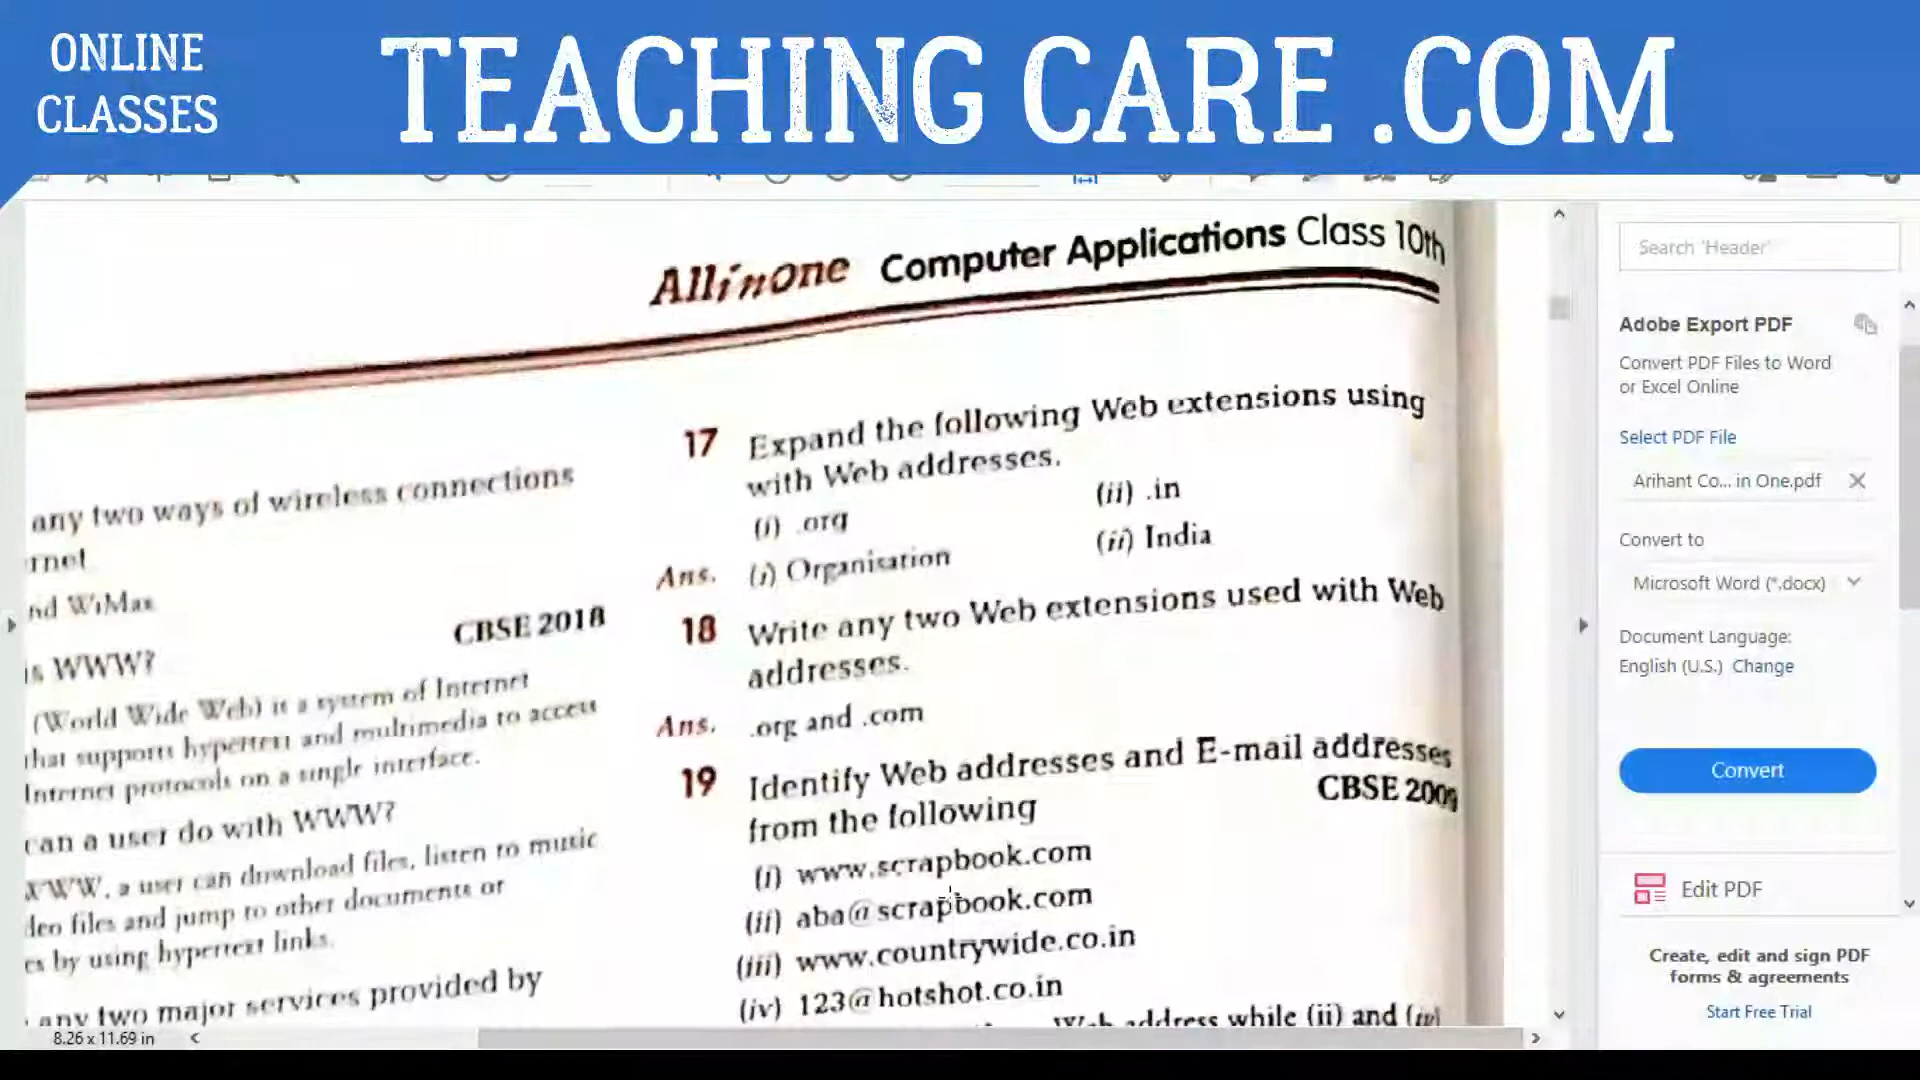 ONLINE
CLASSES
TEACHING CARE .COM
All in One Computer Applications Class 10th
any two ways of wireless connections
rnet
nd WiMax
CBSE 2018
is WWW?
(World Wide Web) is a system of Internet
that supports hypertext and multimedia to access
Internet protocols on a single interface.
can a user do with WWW?
WWW, a user can download files, listen to music
deo files and jump to other documents or
es by using hypertext links.
any two major services provided by
17 Expand the following Web extensions using
with Web addresses.
(i) .org (ii) .in
Ans. (i) Organisation (ii) India
18 Write any two Web extensions used with Web
addresses.
Ans. .org and .com
19 Identify Web addresses and E-mail addresses
from the following CBSE 2009
(i) www.scrapbook.com
(ii) aba@scrapbook.com
(iii) www.countrywide.co.in
(iv) 123@hotshot.co.in
Web address while (ii) and (iv)
8.26 x 11.69 in
Search 'Header'
Adobe Export PDF
Convert PDF Files to Word
or Excel Online
Select PDF File
Arihant Co... in One.pdf
Convert to
Microsoft Word (*.docx)
Document Language:
English (U.S.) Change
Convert
Edit PDF
Create, edit and sign PDF
forms & agreements
Start Free Trial